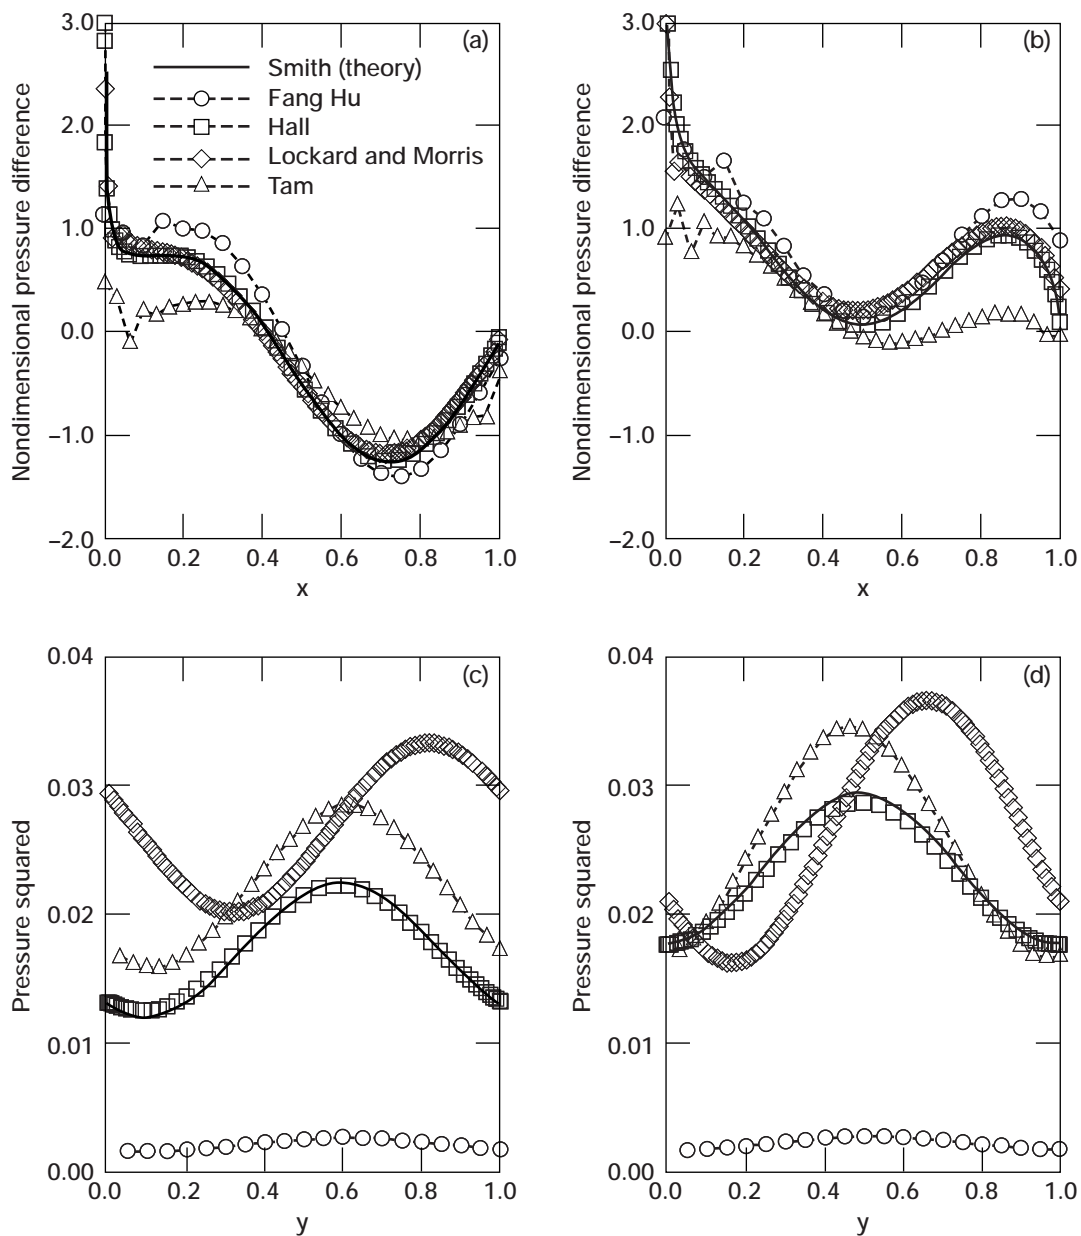 (a)
Smith (theory)
Fang Hu
Hall
Lockard and Morris
Tam
Nondimensional pressure difference
3.0
2.0
1.0
0.0
−1.0
−2.0
0.0 0.2 0.4 0.6 0.8 1.0
x
(b)
Nondimensional pressure difference
3.0
2.0
1.0
0.0
−1.0
−2.0
0.0 0.2 0.4 0.6 0.8 1.0
x
(c)
Pressure squared
0.04
0.03
0.02
0.01
0.00
0.0 0.2 0.4 0.6 0.8 1.0
y
(d)
Pressure squared
0.04
0.03
0.02
0.01
0.00
0.0 0.2 0.4 0.6 0.8 1.0
y